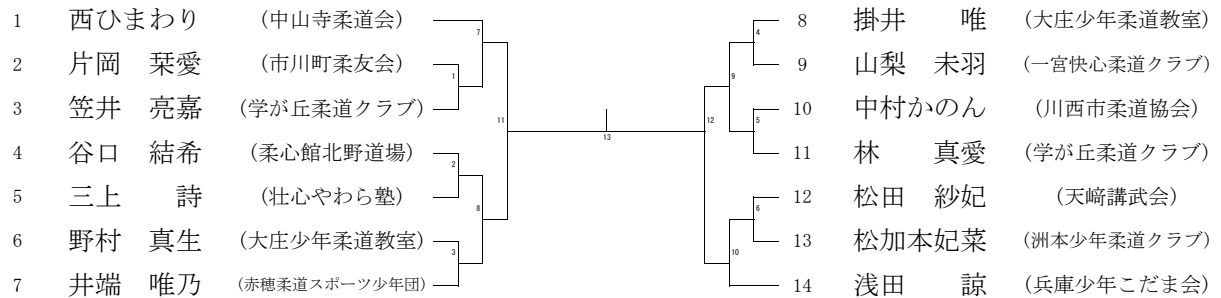 1 西ひまわり (中山寺柔道会)
2 片岡 栞愛 (市川町柔友会)
3 笠井 亮嘉 (学が丘柔道クラブ)
4 谷口 結希 (柔心館北野道場)
5 三上 詩 (壮心やわら塾)
6 野村 真生 (大庄少年柔道教室)
7 井端 唯乃 (赤穂柔道スポーツ少年団)
7
1
2
3
8
11
13
12
9
4
5
6
10
8 掛井 唯 (大庄少年柔道教室)
9 山梨 未羽 (一宮快心柔道クラブ)
10 中村かのん (川西市柔道協会)
11 林 真愛 (学が丘柔道クラブ)
12 松田 紗妃 (天﨑講武会)
13 松加本妃菜 (洲本少年柔道クラブ)
14 浅田 諒 (兵庫少年こだま会)